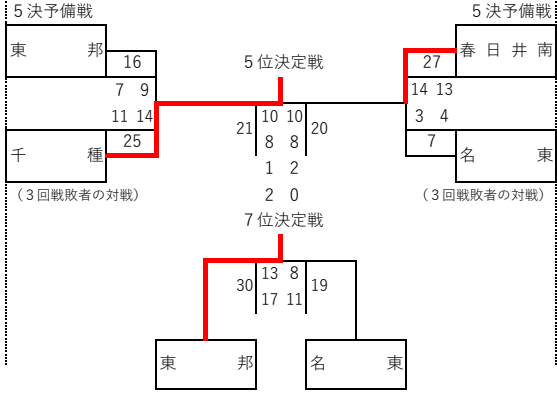 ５決予備戦 ５決予備戦
東邦 16 ５位決定戦 27 春日井南
7 9 14 13
11 14 21 10 10 20 3 4
千種 25 8 8 7 名東
1 2
（３回戦敗者の対戦） 2 0 （３回戦敗者の対戦）
７位決定戦
30 13 8 19
17 11
東邦 名東